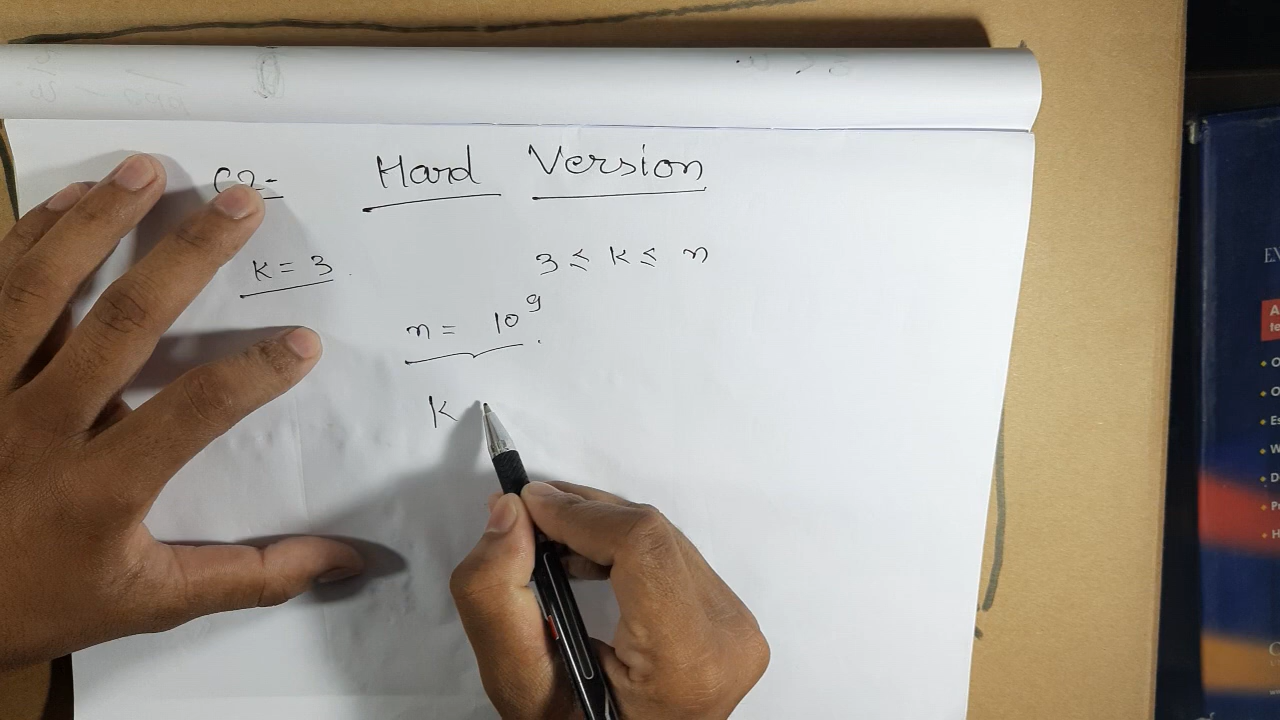 C2- Hard Version
k = 3 3 ≤ k ≤ n
n = 10⁹
K